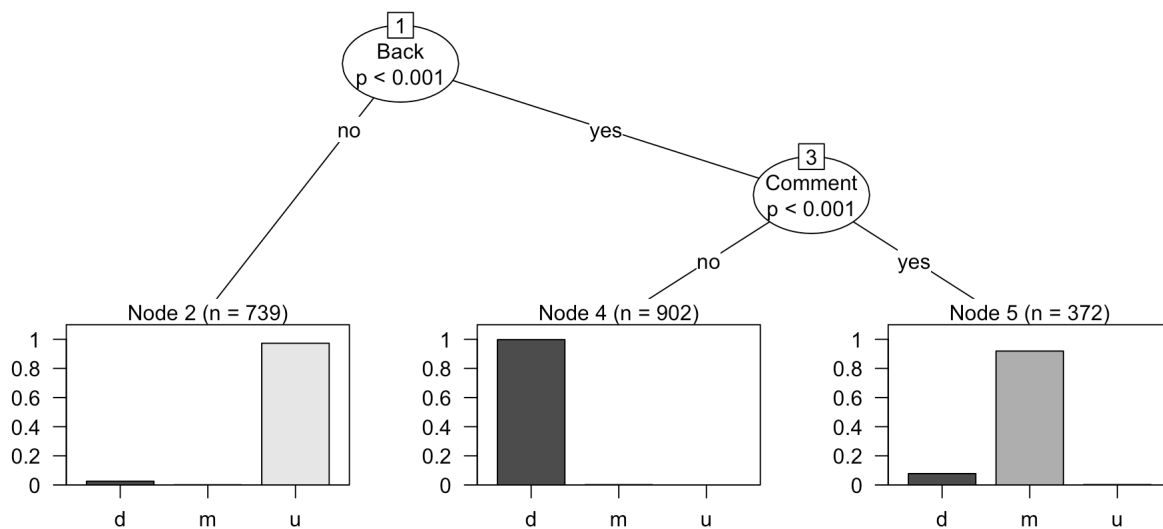 1
Back
p < 0.001
no
yes
3
Comment
p < 0.001
no
yes
Node 2 (n = 739)
1
0.8
0.6
0.4
0.2
0
d m u
Node 4 (n = 902)
1
0.8
0.6
0.4
0.2
0
d m u
Node 5 (n = 372)
1
0.8
0.6
0.4
0.2
0
d m u